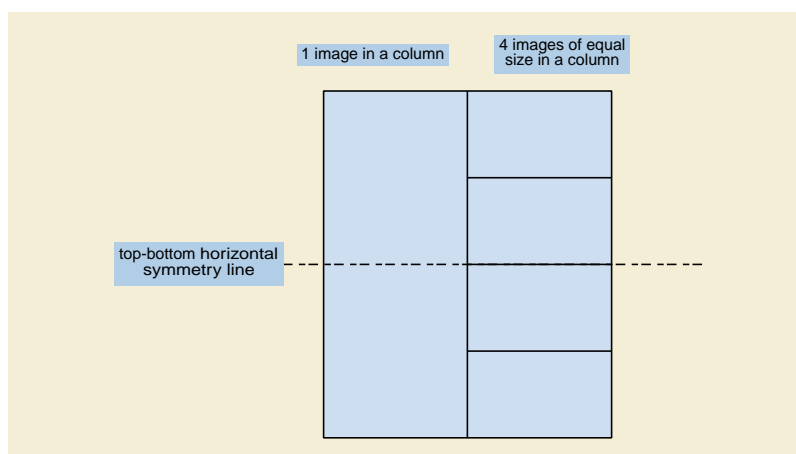 1 image in a column
4 images of equal
size in a column
top-bottom horizontal
symmetry line